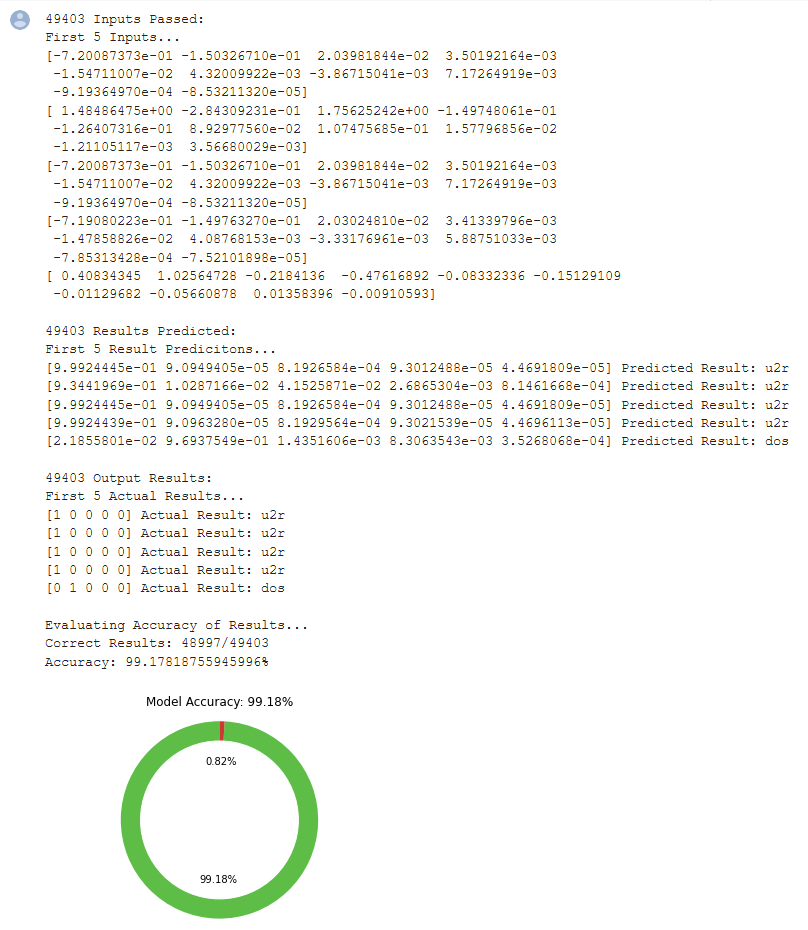 49403 Inputs Passed:
First 5 Inputs...
[-7.20087373e-01 -1.50326710e-01  2.03981844e-02  3.50192164e-03
 -1.54711007e-02  4.32009922e-03 -3.86715041e-03  7.17264919e-03
 -9.19364970e-04 -8.53211320e-05]
[ 1.48486475e+00 -2.84309231e-01  1.75625242e+00 -1.49748061e-01
 -1.26407316e-01  8.92977560e-02  1.07475685e-01  1.57796856e-02
 -1.21105117e-03  3.56680029e-03]
[-7.20087373e-01 -1.50326710e-01  2.03981844e-02  3.50192164e-03
 -1.54711007e-02  4.32009922e-03 -3.86715041e-03  7.17264919e-03
 -9.19364970e-04 -8.53211320e-05]
[-7.19080223e-01 -1.49763270e-01  2.03024810e-02  3.41339796e-03
 -1.47858826e-02  4.08768153e-03 -3.33176961e-03  5.88751033e-03
 -7.85313428e-04 -7.52101898e-05]
[ 0.40834345  1.02564728 -0.2184136  -0.47616892 -0.08332336 -0.15129109
 -0.01129682 -0.05660878  0.01358396 -0.00910593]
49403 Results Predicted:
First 5 Result Predicitons...
[9.9924445e-01 9.0949405e-05 8.1926584e-04 9.3012488e-05 4.4691809e-05] Predicted Result: u2r
[9.3441969e-01 1.0287166e-02 4.1525871e-02 2.6865304e-03 8.1461668e-04] Predicted Result: u2r
[9.9924445e-01 9.0949405e-05 8.1926584e-04 9.3012488e-05 4.4691809e-05] Predicted Result: u2r
[9.9924439e-01 9.0963280e-05 8.1929564e-04 9.3021539e-05 4.4696113e-05] Predicted Result: u2r
[2.1855801e-02 9.6937549e-01 1.4351606e-03 8.3063543e-03 3.5268068e-04] Predicted Result: dos
49403 Output Results:
First 5 Actual Results...
[1 0 0 0 0] Actual Result: u2r
[1 0 0 0 0] Actual Result: u2r
[1 0 0 0 0] Actual Result: u2r
[1 0 0 0 0] Actual Result: u2r
[0 1 0 0 0] Actual Result: dos
Evaluating Accuracy of Results...
Correct Results: 48997/49403
Accuracy: 99.17818755945996%
Model Accuracy: 99.18%
0.82%
99.18%